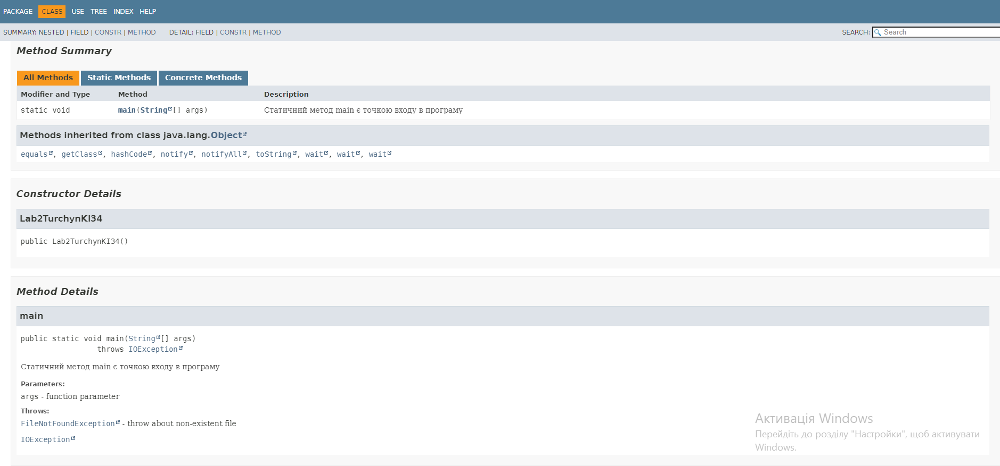 PACKAGE CLASS USE TREE INDEX HELP
SUMMARY: NESTED | FIELD | CONSTR | METHOD DETAIL: FIELD | CONSTR | METHOD SEARCH: Search
Method Summary
All Methods Static Methods Concrete Methods
Modifier and Type Method Description
static void main(String[] args) Статичний метод main є точкою входу в програму
Methods inherited from class java.lang.Object
equals, getClass, hashCode, notify, notifyAll, toString, wait, wait, wait
Constructor Details
Lab2TurchynKI34
public Lab2TurchynKI34()
Method Details
main
public static void main(String[] args)
throws IOException
Статичний метод main є точкою входу в програму
Parameters:
args - function parameter
Throws:
FileNotFoundException - throw about non-existent file
IOException
Активація Windows
Перейдіть до розділу "Настройки", щоб активувати
Windows.